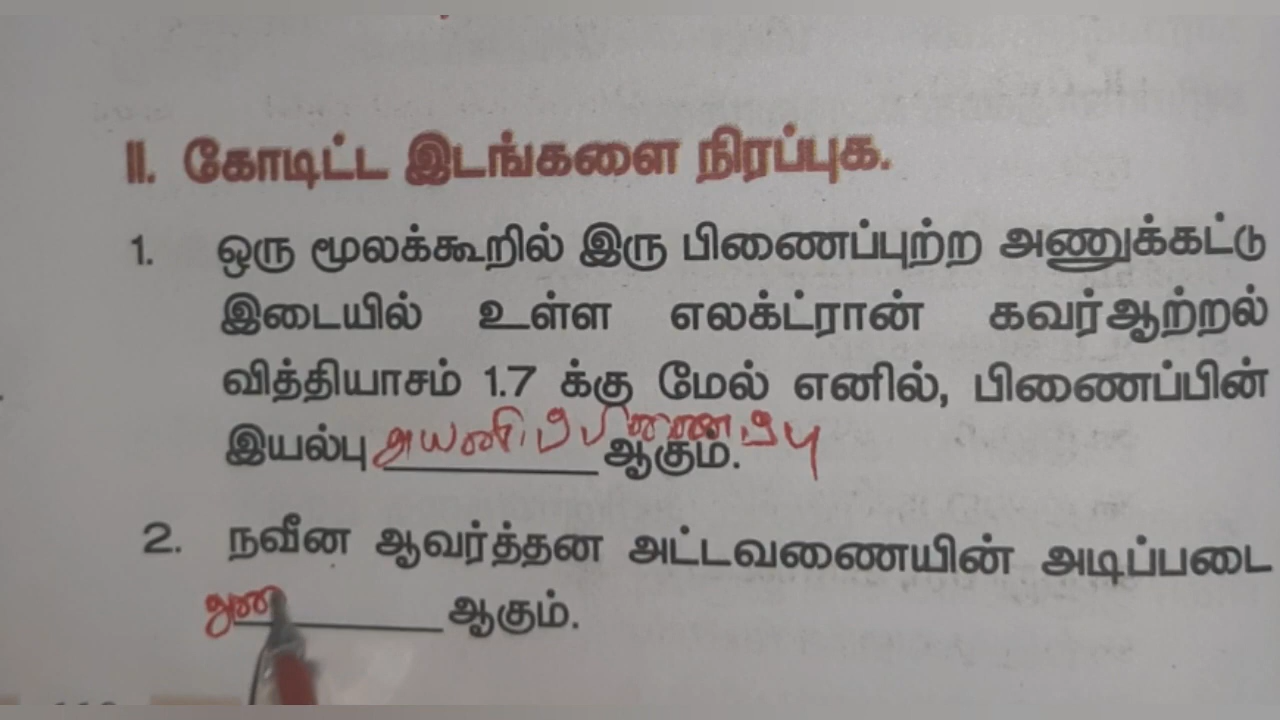 II. கோடிட்ட இடங்களை நிரப்புக.
1. ஒரு மூலக்கூறில் இரு பிணைப்புற்ற அணுக்கட்டு
இடையில் உள்ள எலக்ட்ரான் கவர்ஆற்றல்
வித்தியாசம் 1.7 க்கு மேல் எனில், பிணைப்பின்
இயல்பு அயனிப்பிணைப்பு ஆகும்.
2. நவீன ஆவர்த்தன அட்டவணையின் அடிப்படை
ஆகும்.